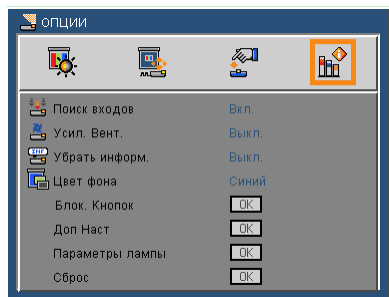 ОПЦИИ
Поиск входов Вкл.
Усил. Вент. Выкл.
Убрать информ. Выкл.
Цвет фона Синий
Блок. Кнопок OK
Доп Наст OK
Параметры лампы OK
Сброс OK